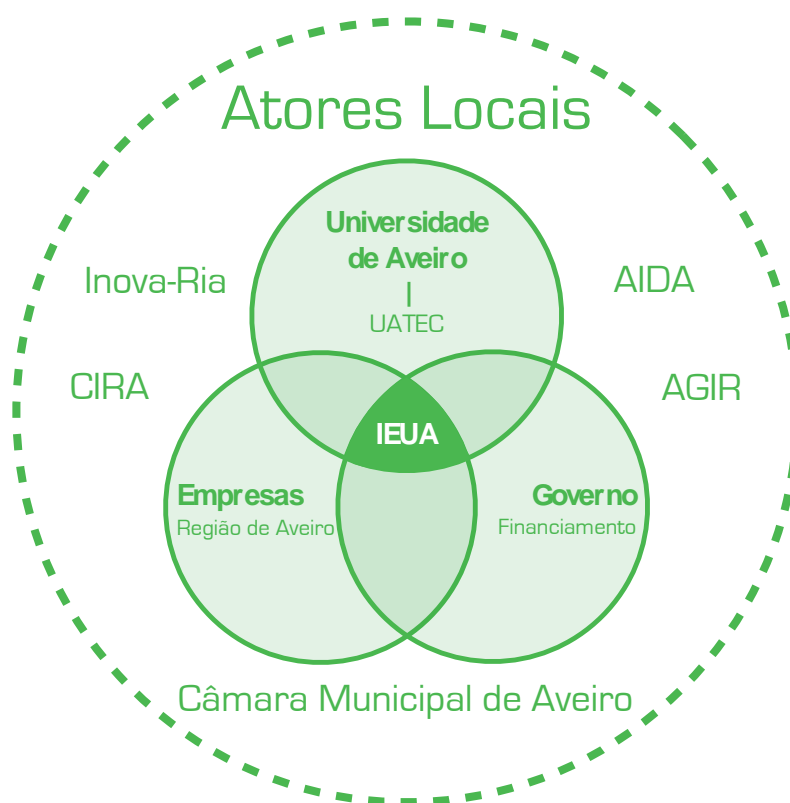 Atores Locais
Universidade
de Aveiro
UATEC
Inova-Ria
AIDA
CIRA
AGIR
IEUA
Empresas
Região de Aveiro
Governo
Financiamento
Câmara Municipal de Aveiro